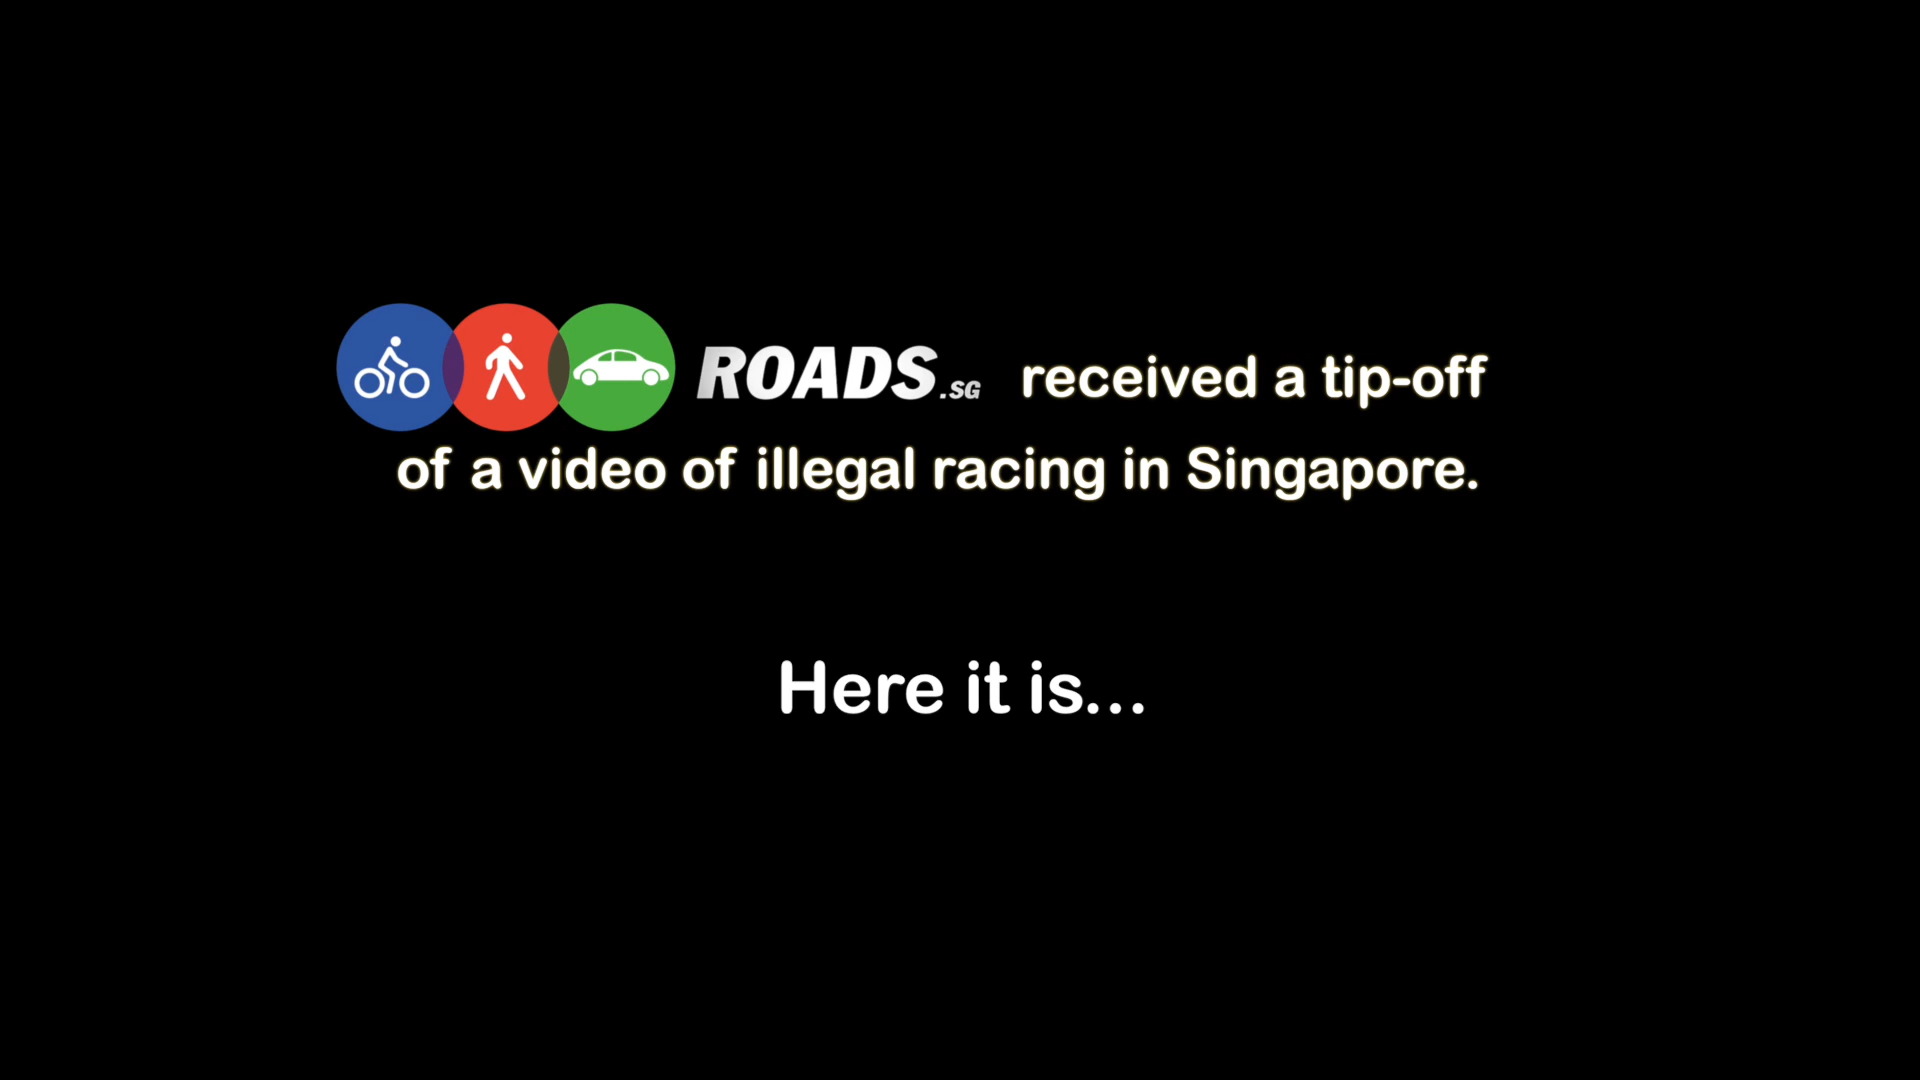 ROADS.SG received a tip-off
of a video of illegal racing in Singapore.
Here it is...